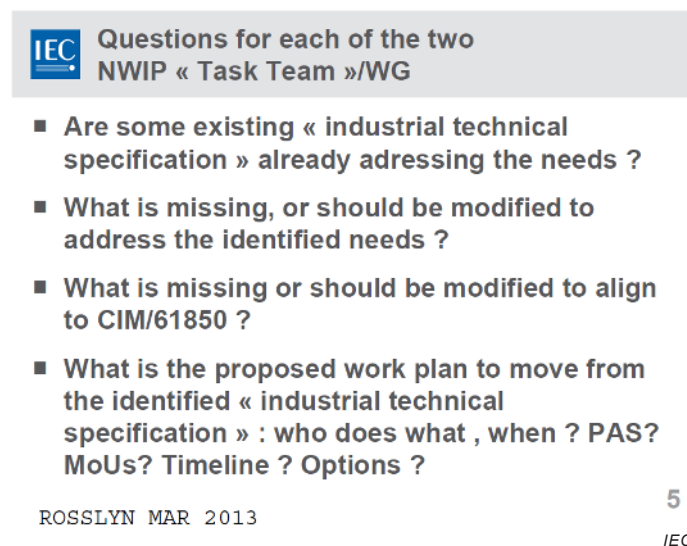 IEC
Questions for each of the two
NWIP « Task Team »/WG
■ Are some existing « industrial technical
specification » already adressing the needs ?
■ What is missing, or should be modified to
address the identified needs ?
■ What is missing or should be modified to align
to CIM/61850 ?
■ What is the proposed work plan to move from
the identified « industrial technical
specification » : who does what , when ? PAS?
MoUs? Timeline ? Options ?
5
ROSSLYN MAR 2013
IEC